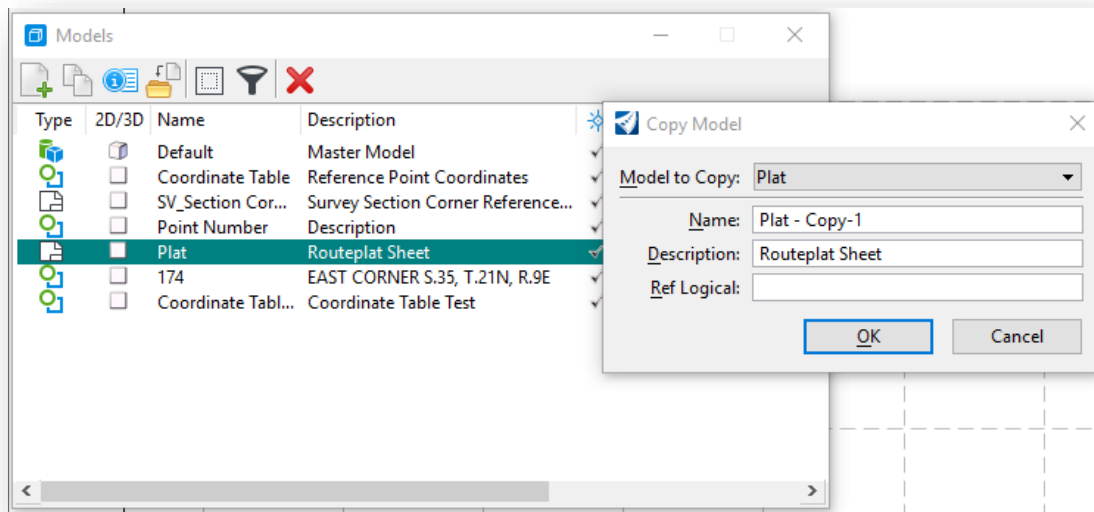 Models
Type 2D/3D Name Description
Default Master Model
Coordinate Table Reference Point Coordinates
SV_Section Cor... Survey Section Corner Reference...
Point Number Description
Plat Routeplat Sheet
174 EAST CORNER S.35, T.21N, R.9E
Coordinate Tabl... Coordinate Table Test
Copy Model
Model to Copy: Plat
Name: Plat - Copy-1
Description: Routeplat Sheet
Ref Logical:
OK Cancel